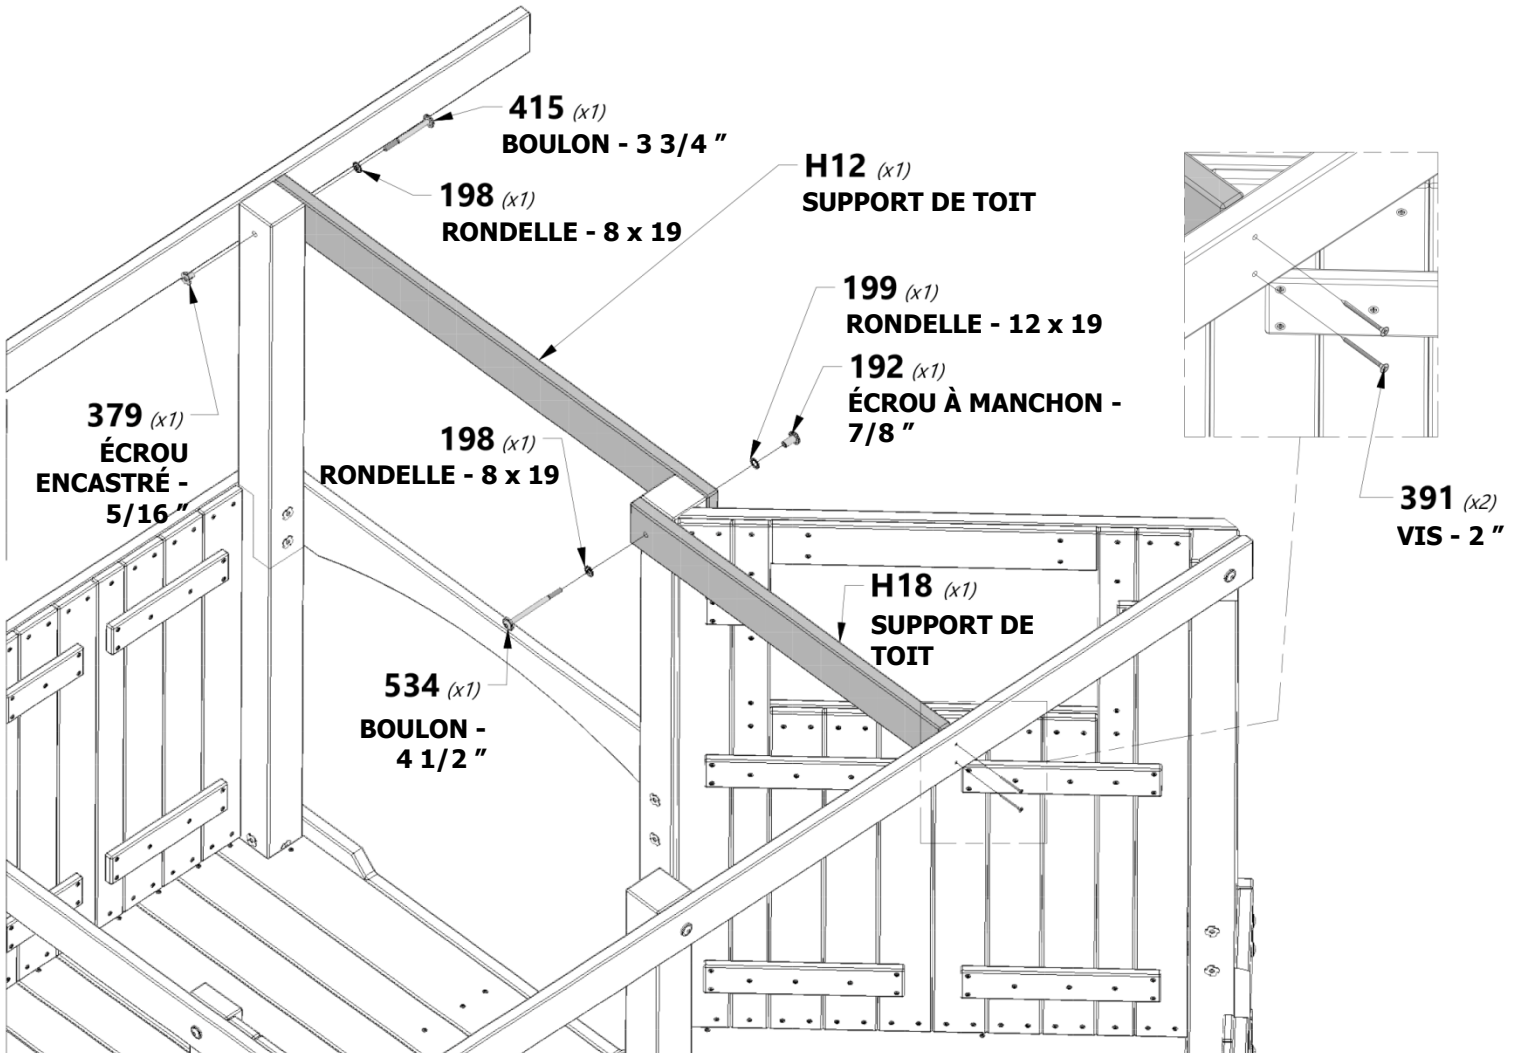 415 (x1)
BOULON - 3 3/4 "
198 (x1)
RONDELLE - 8 x 19
H12 (x1)
SUPPORT DE TOIT
199 (x1)
RONDELLE - 12 x 19
192 (x1)
ÉCROU À MANCHON -
7/8 "
379 (x1)
ÉCROU
ENCASTRÉ -
5/16 "
198 (x1)
RONDELLE - 8 x 19
391 (x2)
VIS - 2 "
H18 (x1)
SUPPORT DE
TOIT
534 (x1)
BOULON -
4 1/2 "